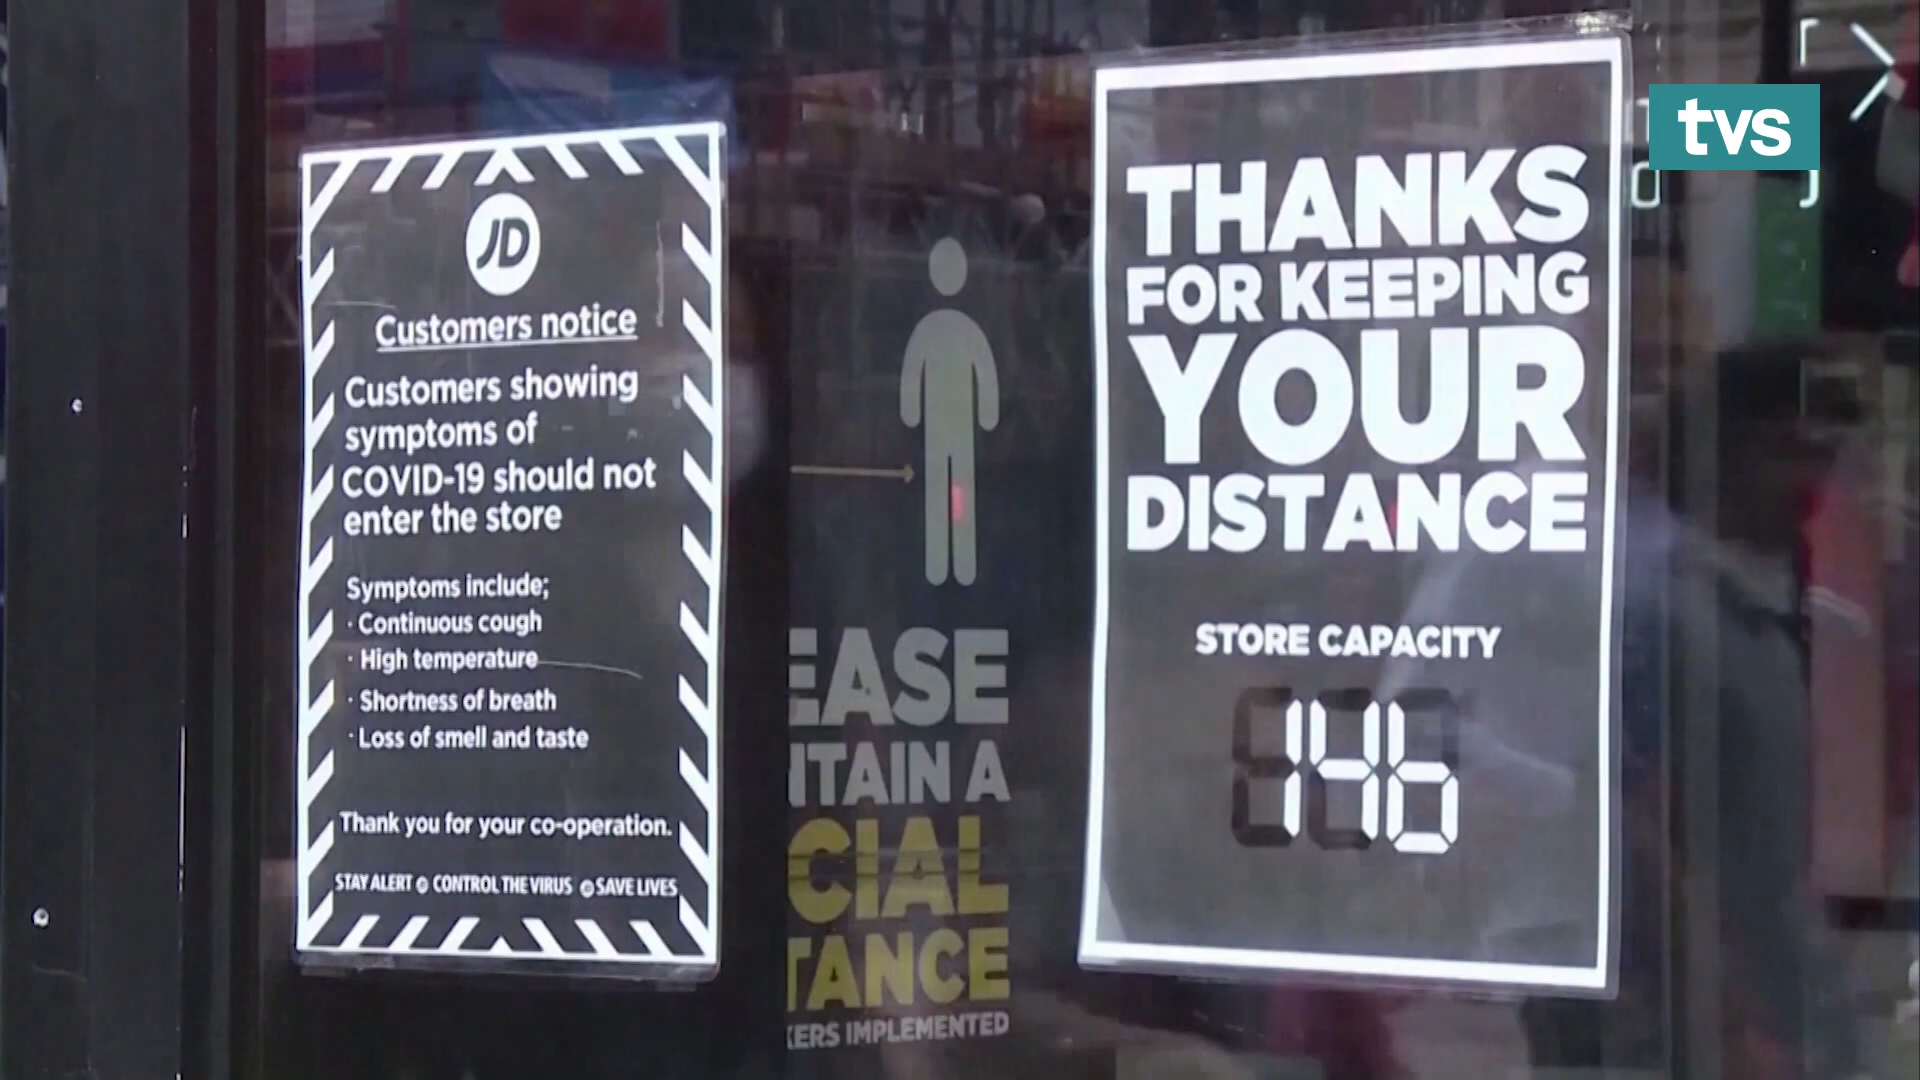 JD
Customers notice
Customers showing
symptoms of
COVID-19 should not
enter the store
Symptoms include;
· Continuous cough
· High temperature
· Shortness of breath
· Loss of smell and taste
Thank you for your co-operation.
STAY ALERT CONTROL THE VIRUS SAVE LIVES
EASE
NTAIN A
CIAL
TANCE
KERS IMPLEMENTED
THANKS
FOR KEEPING
YOUR
DISTANCE
STORE CAPACITY
146
tvs